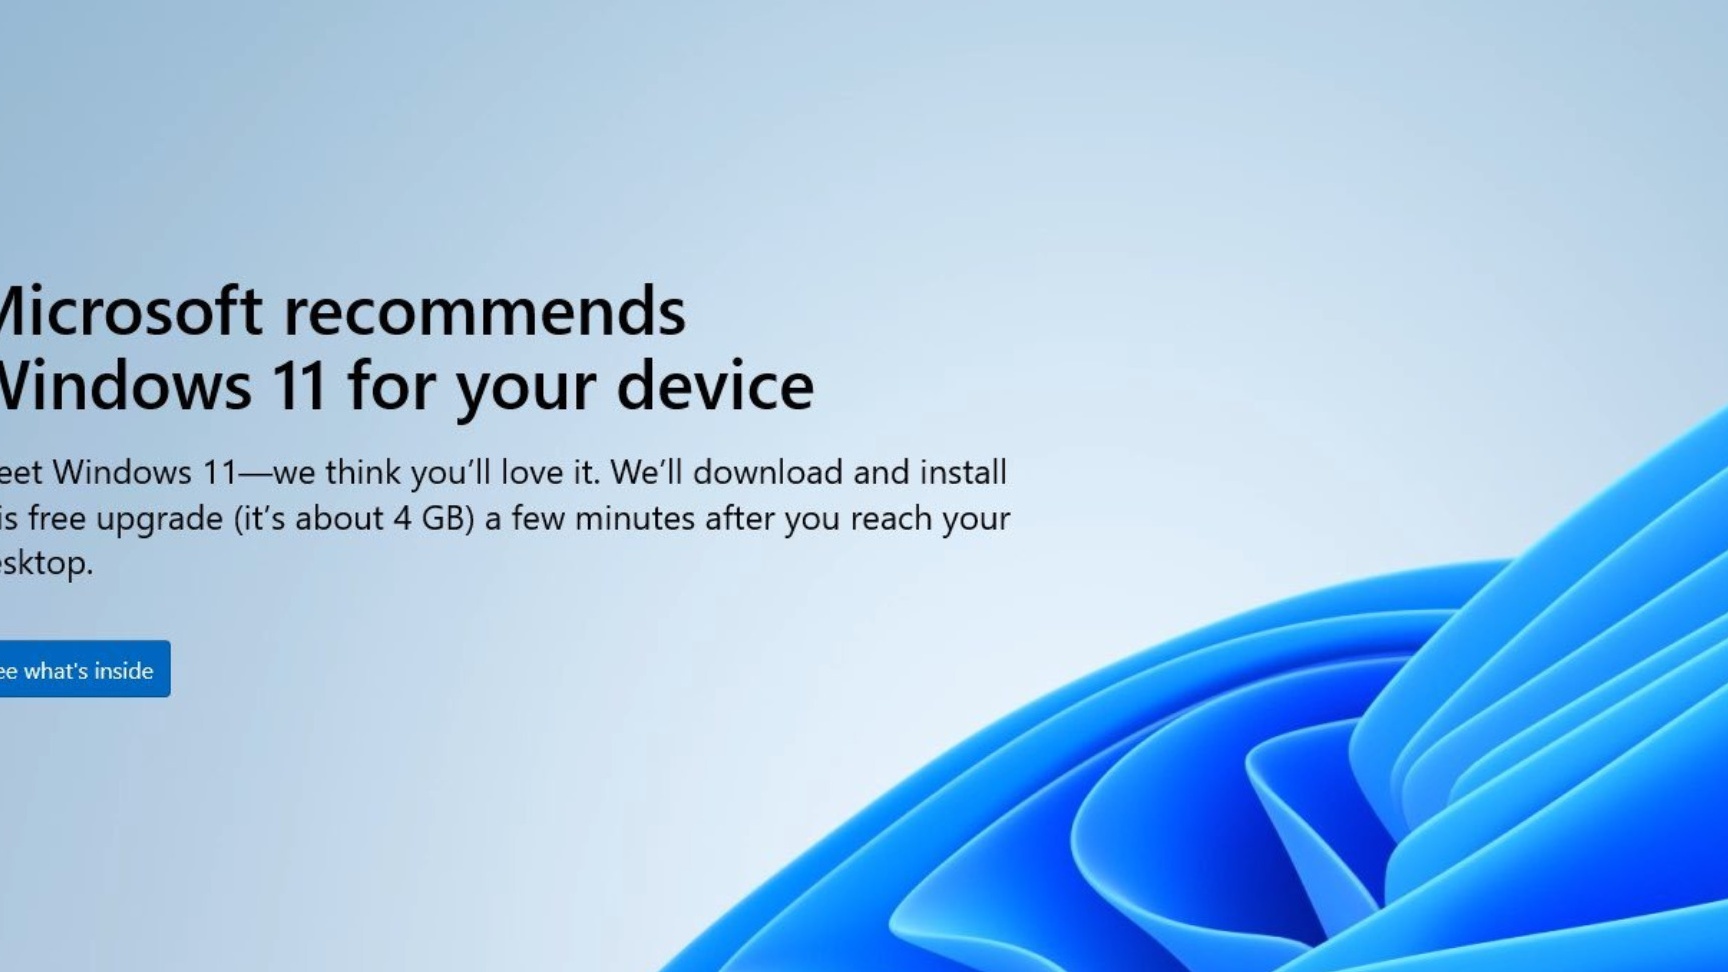 Microsoft recommends
Windows 11 for your device
eet Windows 11—we think you’ll love it. We’ll download and install
is free upgrade (it’s about 4 GB) a few minutes after you reach your
esktop.
ee what's inside